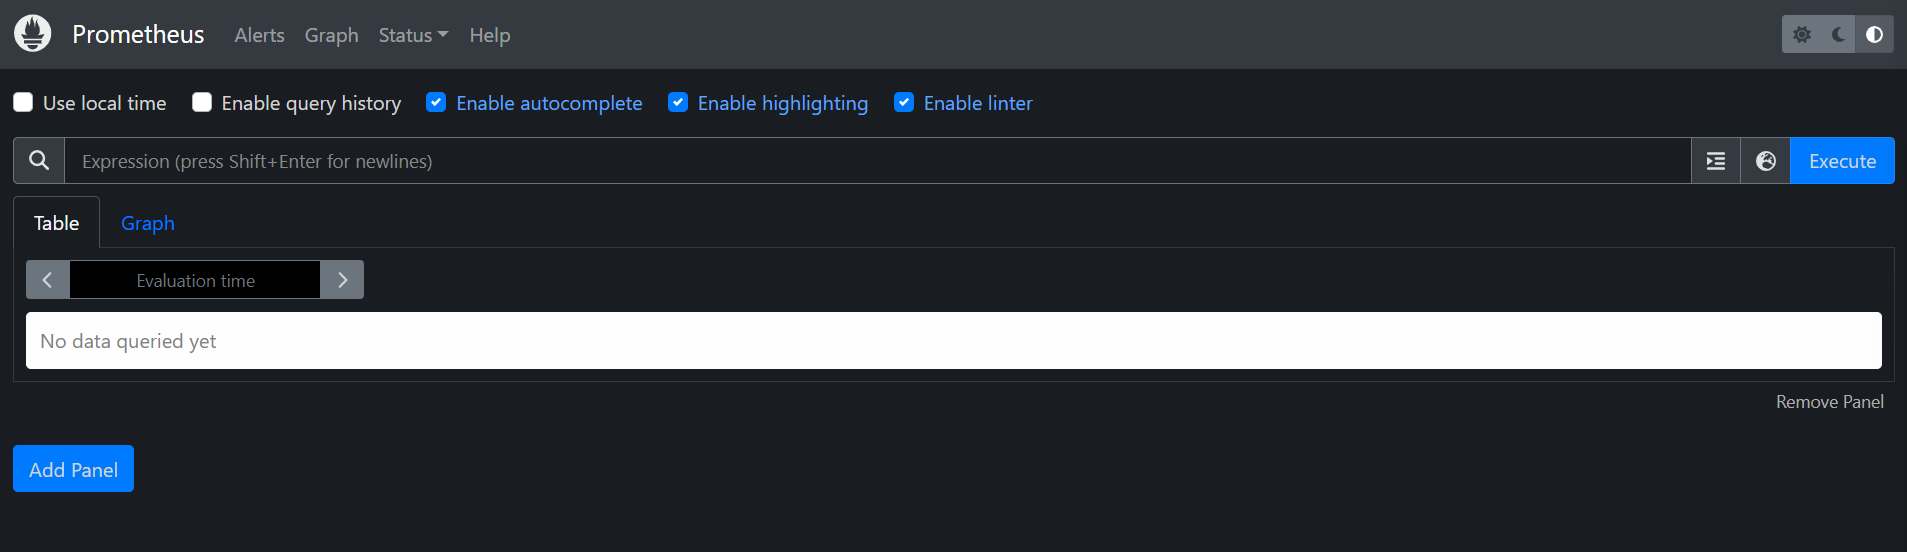 Prometheus Alerts Graph Status Help
Use local time Enable query history Enable autocomplete Enable highlighting Enable linter
Expression (press Shift+Enter for newlines) Execute
Table Graph
Evaluation time
No data queried yet
Remove Panel
Add Panel